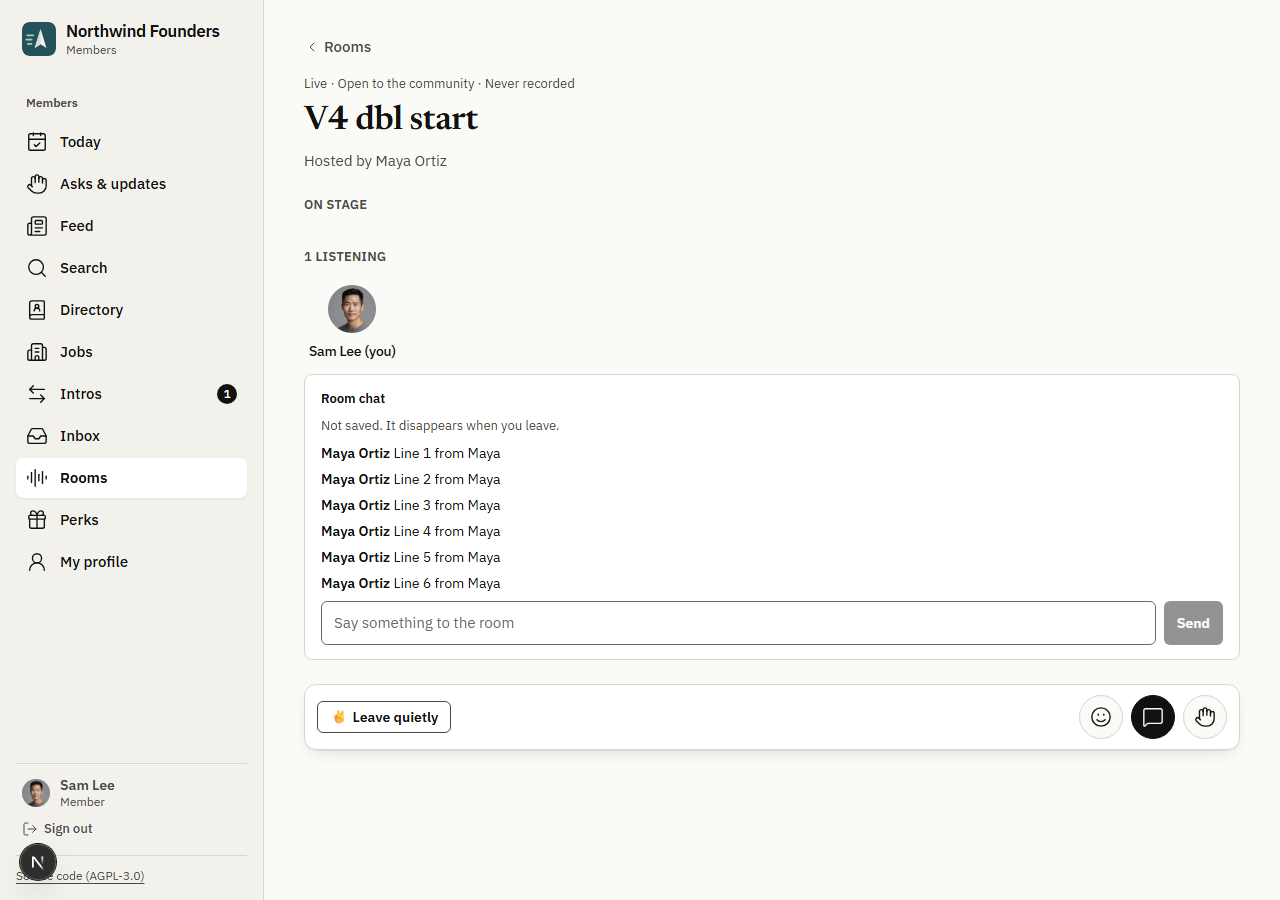 Northwind Founders
Members
Members
Today
Asks & updates
Feed
Search
Directory
Jobs
Intros 1
Inbox
Rooms
Perks
My profile
Sam Lee
Member
Sign out
N
code (AGPL-3.0)
Rooms
Live · Open to the community · Never recorded
V4 dbl start
Hosted by Maya Ortiz
ON STAGE
1 LISTENING
Sam Lee (you)
Room chat
Not saved. It disappears when you leave.
Maya Ortiz Line 1 from Maya
Maya Ortiz Line 2 from Maya
Maya Ortiz Line 3 from Maya
Maya Ortiz Line 4 from Maya
Maya Ortiz Line 5 from Maya
Maya Ortiz Line 6 from Maya
Say something to the room
Send
✌️ Leave quietly